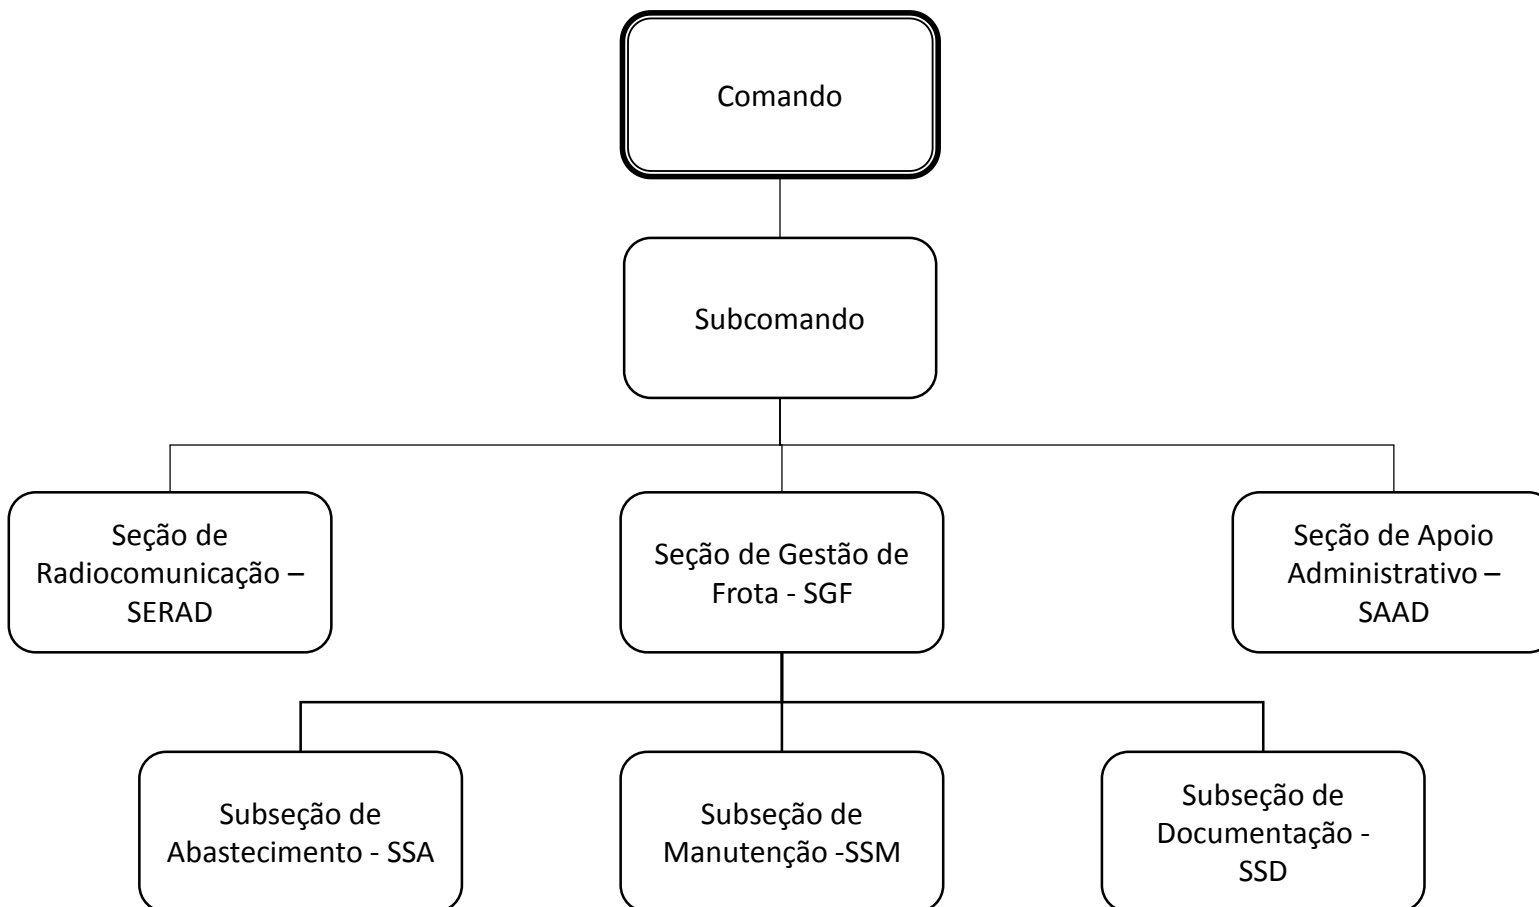 Comando
Subcomando
Seção de
Radiocomunicação –
SERAD
Seção de Gestão de
Frota - SGF
Seção de Apoio
Administrativo –
SAAD
Subseção de
Abastecimento - SSA
Subseção de
Manutenção -SSM
Subseção de
Documentação -
SSD